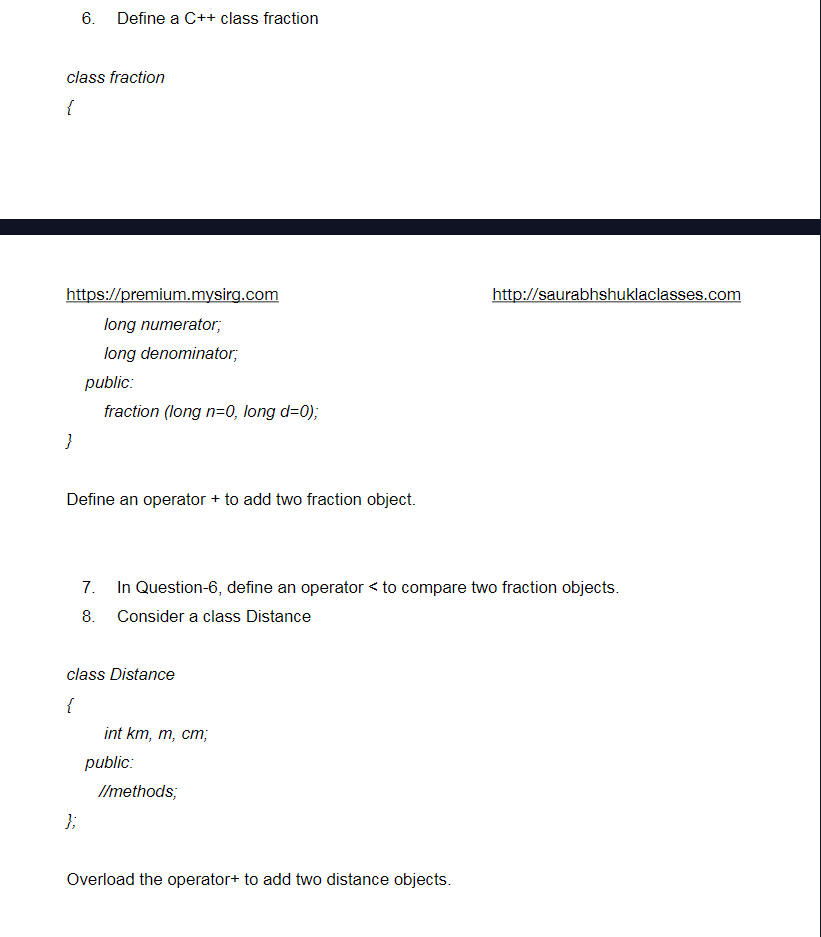 6. Define a C++ class fraction
class fraction
{
https://premium.mysirg.com http://saurabhshuklaclasses.com
long numerator;
long denominator;
public:
fraction (long n=0, long d=0);
}
Define an operator + to add two fraction object.
7. In Question-6, define an operator < to compare two fraction objects.
8. Consider a class Distance
class Distance
{
int km, m, cm;
public:
//methods;
};
Overload the operator+ to add two distance objects.